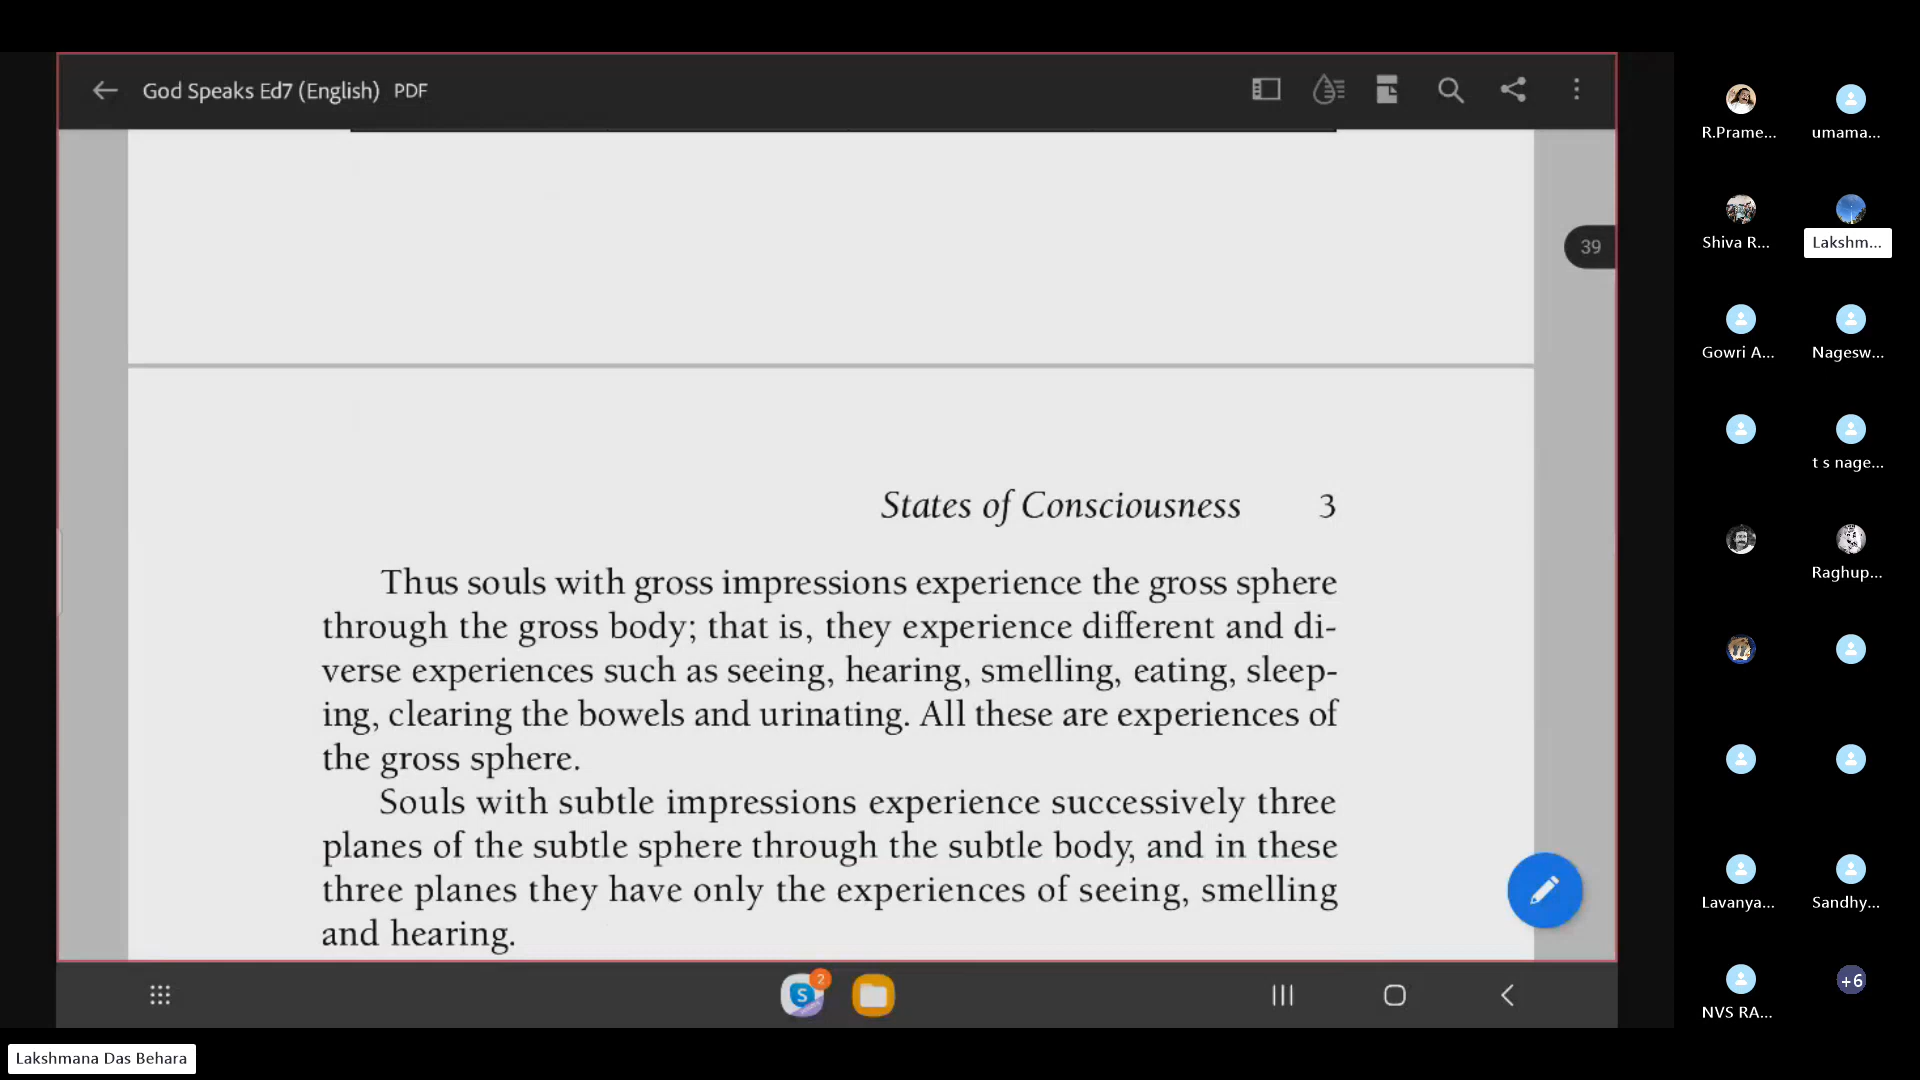 God Speaks Ed7 (English) PDF
39
States of Consciousness 3
Thus souls with gross impressions experience the gross sphere
through the gross body; that is, they experience different and di-
verse experiences such as seeing, hearing, smelling, eating, sleep-
ing, clearing the bowels and urinating. All these are experiences of
the gross sphere.
Souls with subtle impressions experience successively three
planes of the subtle sphere through the subtle body, and in these
three planes they have only the experiences of seeing, smelling
and hearing.
S 2
R.Prame... umama...
Shiva R... Lakshm...
Gowri A... Nagesw...
t s nage...
Raghup...
Lavanya... Sandhy...
+6
NVS RA...
Lakshmana Das Behara